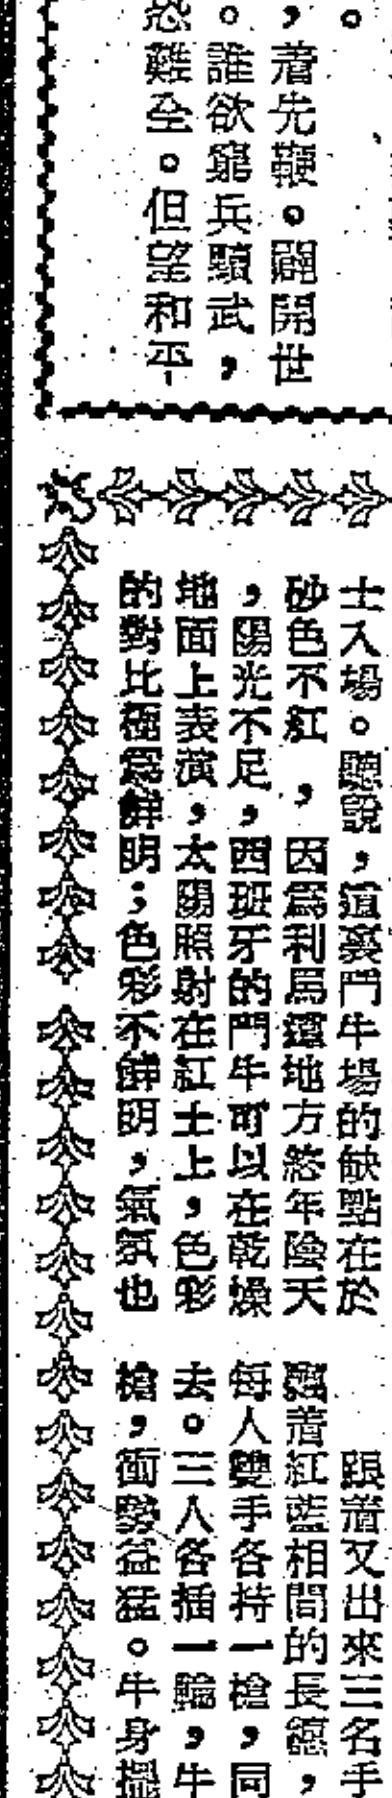 。
，着先鞭。闢開世
。誰欲窮兵黷武，
恐難全。但望和平
士入場。聽說，這裏鬥牛場的缺點在於
砂色不紅，因爲利馬這地方終年陰天
，陽光不足，西班牙的鬥牛可以在乾燥
地面上表演，太陽照射在紅土上，色彩
的對比極爲鮮明；色彩不鮮明，氣氛也
跟着又出來三名手
着紅藍相間的長
每人雙手各持一槍，同
去。三人各插一輪，牛
槍，衝勢益猛。牛身